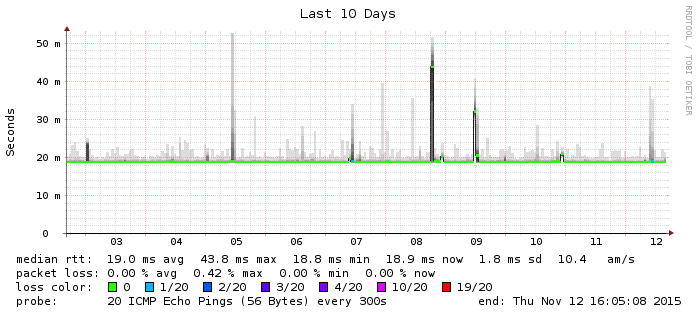 Last 10 Days
RRDTOOL / TOBI OETIKER
Seconds
50 m
40 m
30 m
20 m
10 m
0
03 04 05 06 07 08 09 10 11 12
median rtt: 19.0 ms avg 43.8 ms max 18.8 ms min 18.9 ms now 1.8 ms sd 10.4 am/s
packet loss: 0.00 % avg 0.42 % max 0.00 % min 0.00 % now
loss color: 0 1/20 2/20 3/20 4/20 10/20 19/20
probe: 20 ICMP Echo Pings (56 Bytes) every 300s end: Thu Nov 12 16:05:08 2015